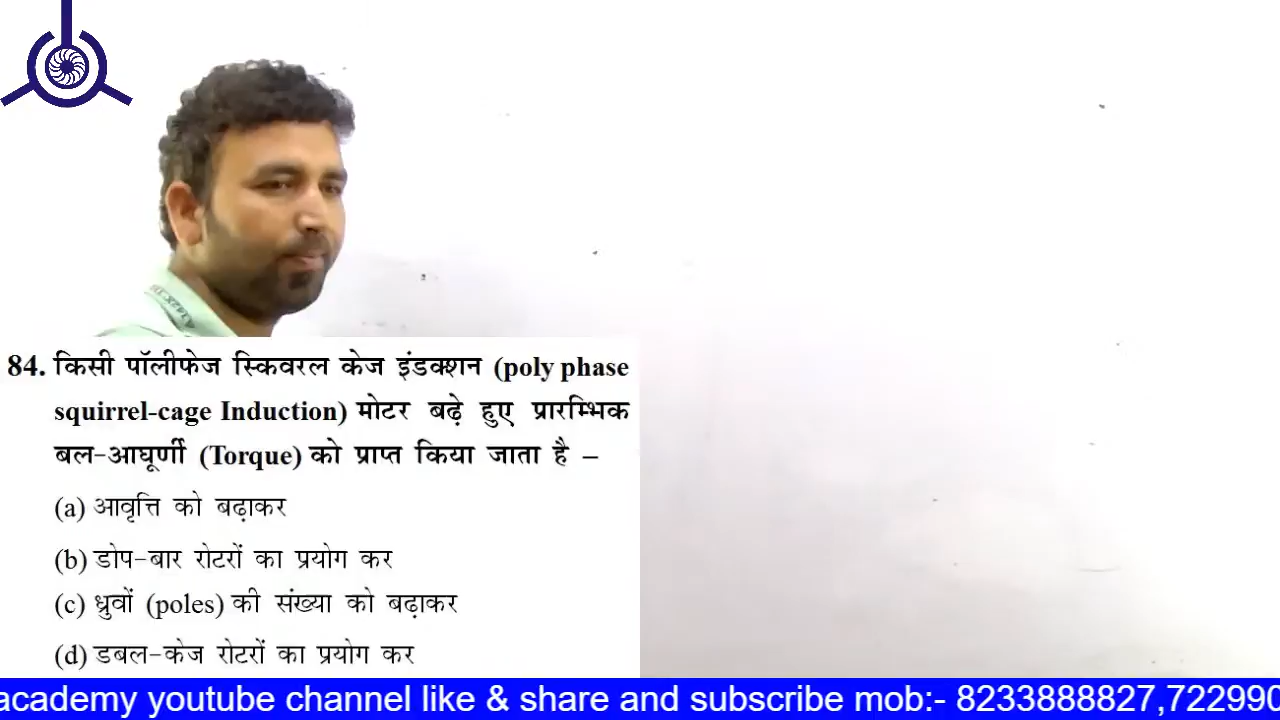 84. किसी पॉलीफेज स्किवरल केज इंडक्शन (poly phase
squirrel-cage Induction) मोटर बढ़े हुए प्रारम्भिक
बल-आघूर्णी (Torque) को प्राप्त किया जाता है –
(a) आवृत्ति को बढ़ाकर
(b) डोप-बार रोटरों का प्रयोग कर
(c) ध्रुवों (poles) की संख्या को बढ़ाकर
(d) डबल-केज रोटरों का प्रयोग कर
academy youtube channel like & share and subscribe mob:- 8233888827,722990